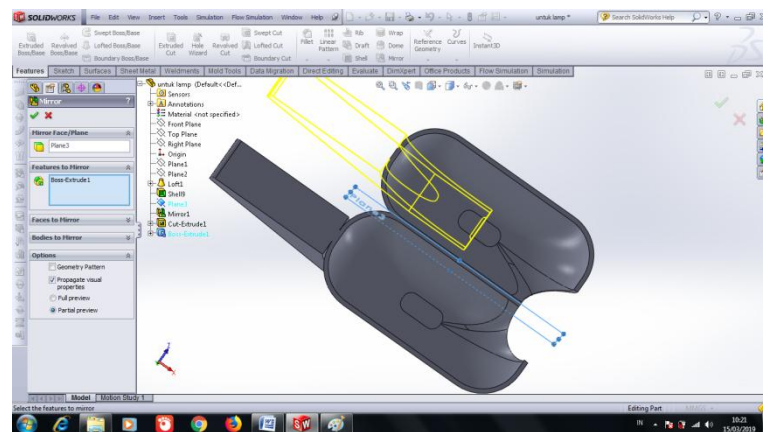 SOLIDWORKS File Edit View Insert Tools Simulation Flow Simulation Window Help untuk lamp * Search SolidWorks Help
Extruded Boss/Base Revolved Boss/Base Swept Boss/Base Lofted Boss/Base Boundary Boss/Base Extruded Cut Hole Wizard Revolved Cut Swept Cut Lofted Cut Boundary Cut Fillet Linear Pattern Rib Draft Shell Wrap Dome Mirror Reference Geometry Curves Instant3D
Features Sketch Surfaces Sheet Metal Weldments Mold Tools Data Migration Direct Editing Evaluate DimXpert Office Products Flow Simulation Simulation
Mirror ?
Mirror Face/Plane
Plane3
Features to Mirror
Boss-Extrude1
Faces to Mirror
Bodies to Mirror
Options
Geometry Pattern
Propagate visual properties
Full preview
Partial preview
untuk lamp (Default<<Def...
Sensors
Annotations
Material <not specified>
Front Plane
Top Plane
Right Plane
Origin
Plane1
Plane2
Loft1
Shell8
Plane3
Mirror1
Cut-Extrude1
Boss-Extrude1
Plane3
Model Motion Study 1
Select the features to mirror Editing Part MMGS
IN 10:21
15/03/2019